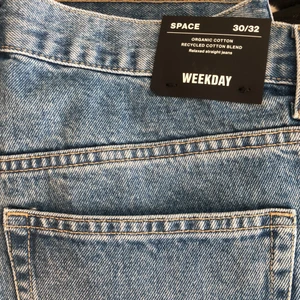 SPACE 30/32
ORGANIC COTTON
RECYCLED COTTON BLEND
Relaxed straight jeans
WEEKDAY